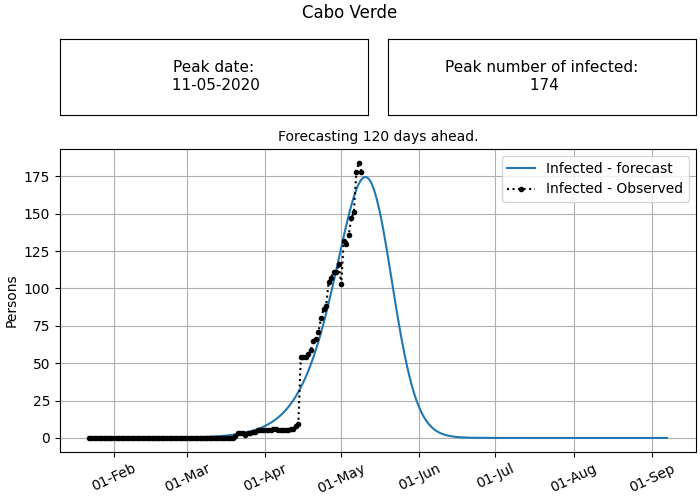 Cabo Verde
Peak date:
11-05-2020
Peak number of infected:
174
Forecasting 120 days ahead.
Infected - forecast
Infected - Observed
Persons
175
150
125
100
75
50
25
0
01-Feb
01-Mar
01-Apr
01-May
01-Jun
01-Jul
01-Aug
01-Sep